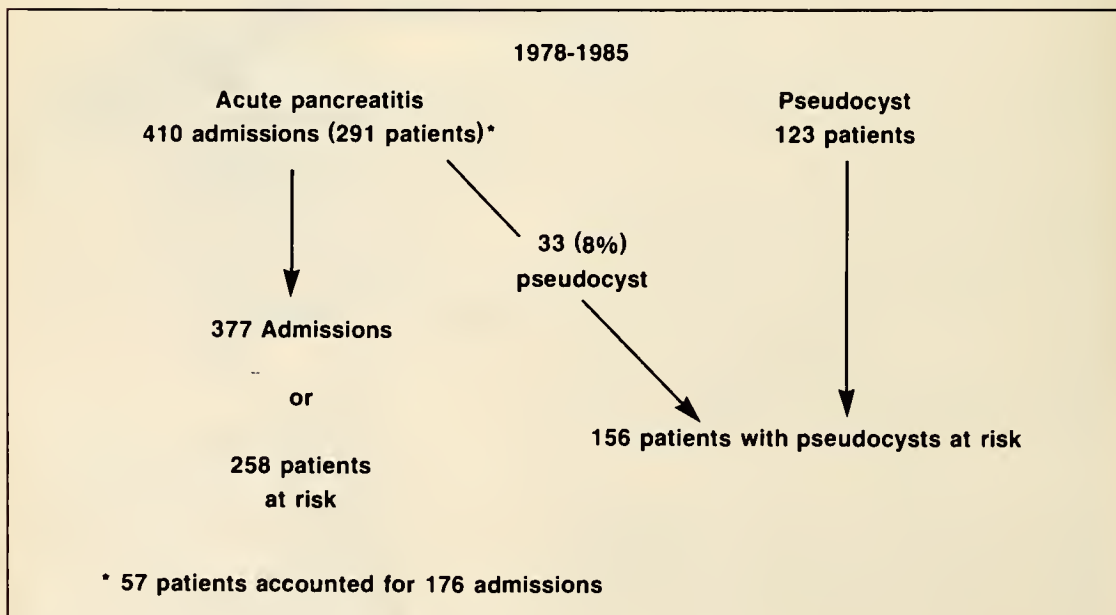 1978-1985
Acute pancreatitis
410 admissions (291 patients)*
Pseudocyst
123 patients
33 (8%)
pseudocyst
377 Admissions
or
258 patients
at risk
156 patients with pseudocysts at risk
* 57 patients accounted for 176 admissions